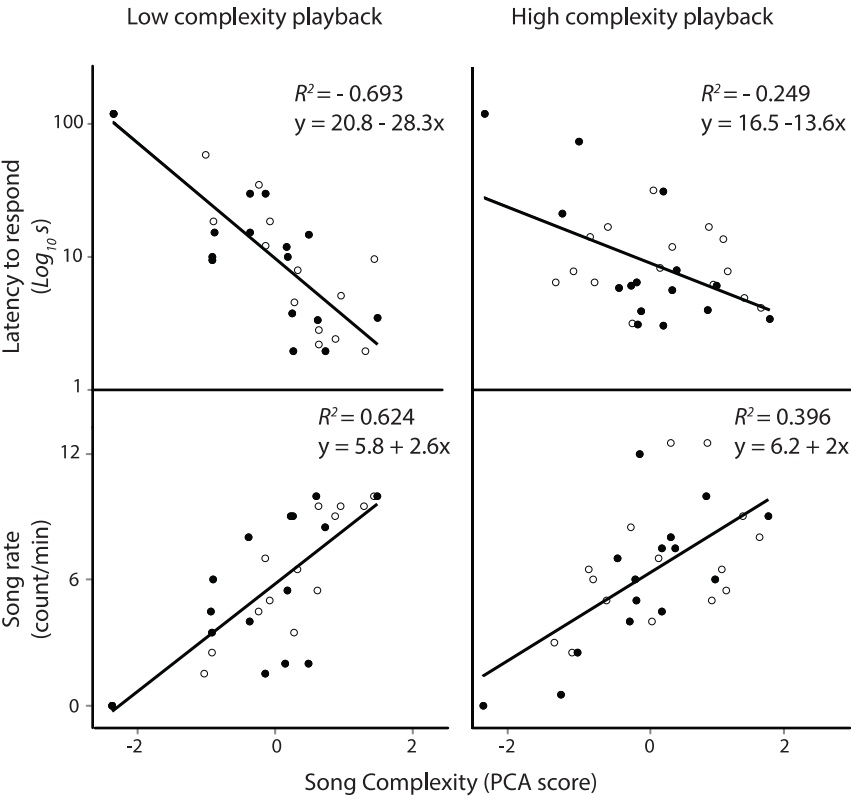 Low complexity playback
High complexity playback
R² = - 0.693
y = 20.8 - 28.3x
R² = - 0.249
y = 16.5 -13.6x
Latency to respond
(Log₁₀ s)
100
10
1
R² = 0.624
y = 5.8 + 2.6x
R² = 0.396
y = 6.2 + 2x
Song rate
(count/min)
12
6
0
-2
0
2
-2
0
2
Song Complexity (PCA score)